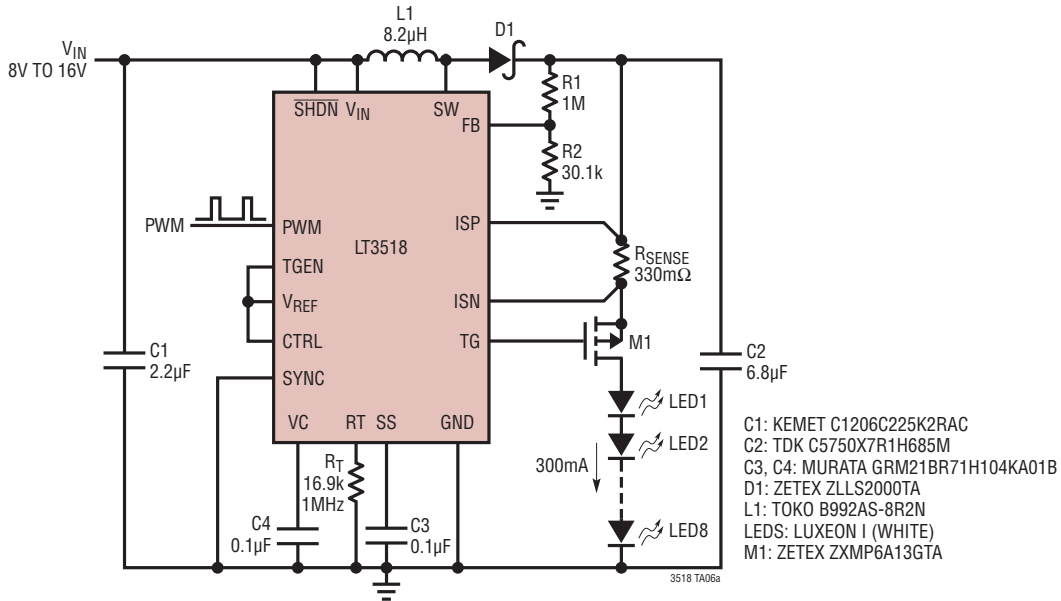 VIN
8V TO 16V
L1
8.2µH
D1
R1
1M
R2
30.1k
SHDN VIN
SW
FB
PWM
PWM
ISP
LT3518
RSENSE
330mΩ
TGEN
VREF
ISN
CTRL
TG
M1
C1
2.2µF
C2
6.8µF
SYNC
VC
RT SS
GND
LED1
LED2
300mA
LED8
RT
16.9k
1MHz
C4
0.1µF
C3
0.1µF
3518 TA06a
C1: KEMET C1206C225K2RAC
C2: TDK C5750X7R1H685M
C3, C4: MURATA GRM21BR71H104KA01B
D1: ZETEX ZLLS2000TA
L1: TOKO B992AS-8R2N
LEDS: LUXEON I (WHITE)
M1: ZETEX ZXMP6A13GTA